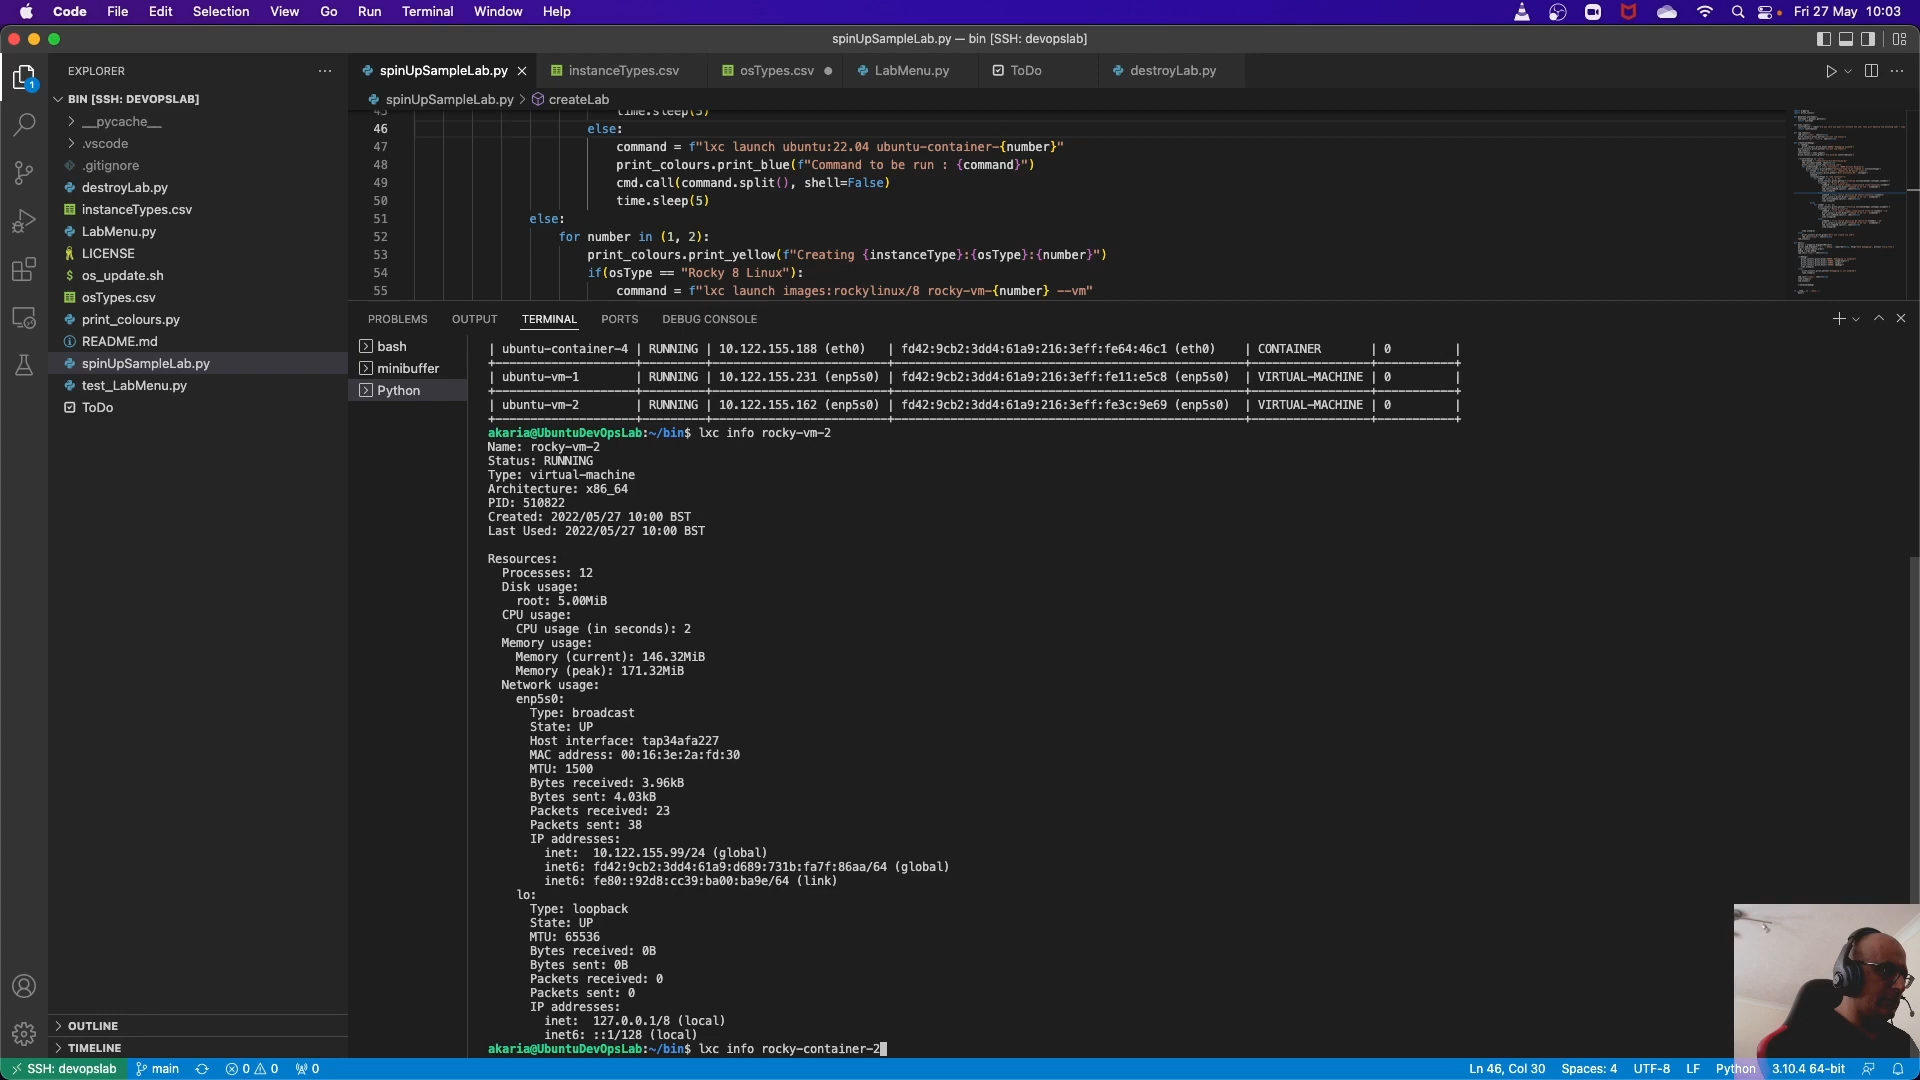 Code File Edit Selection View Go Run Terminal Window Help Fri 27 May 10:03
spinUpSampleLab.py — bin [SSH: devopslab]
EXPLORER
BIN [SSH: DEVOPSLAB]
__pycache__
.vscode
.gitignore
destroyLab.py
instanceTypes.csv
LabMenu.py
LICENSE
os_update.sh
osTypes.csv
print_colours.py
README.md
spinUpSampleLab.py
test_LabMenu.py
ToDo
OUTLINE
TIMELINE
spinUpSampleLab.py instanceTypes.csv osTypes.csv LabMenu.py ToDo destroyLab.py
spinUpSampleLab.py > createLab
45 time.sleep(5)
46 else:
47 command = f"lxc launch ubuntu:22.04 ubuntu-container-{number}"
48 print_colours.print_blue(f"Command to be run : {command}")
49 cmd.call(command.split(), shell=False)
50 time.sleep(5)
51 else:
52 for number in (1, 2):
53 print_colours.print_yellow(f"Creating {instanceType}:{osType}:{number}")
54 if(osType == "Rocky 8 Linux"):
55 command = f"lxc launch images:rockylinux/8 rocky-vm-{number} --vm"
PROBLEMS OUTPUT TERMINAL PORTS DEBUG CONSOLE
bash
minibuffer
Python
| ubuntu-container-4 | RUNNING | 10.122.155.188 (eth0) | fd42:9cb2:3dd4:61a9:216:3eff:fe64:46c1 (eth0) | CONTAINER | 0 |
| ubuntu-vm-1 | RUNNING | 10.122.155.231 (enp5s0) | fd42:9cb2:3dd4:61a9:216:3eff:fe11:e5c8 (enp5s0) | VIRTUAL-MACHINE | 0 |
| ubuntu-vm-2 | RUNNING | 10.122.155.162 (enp5s0) | fd42:9cb2:3dd4:61a9:216:3eff:fe3c:9e69 (enp5s0) | VIRTUAL-MACHINE | 0 |
akaria@UbuntuDevOpsLab:~/bin$ lxc info rocky-vm-2
Name: rocky-vm-2
Status: RUNNING
Type: virtual-machine
Architecture: x86_64
PID: 510822
Created: 2022/05/27 10:00 BST
Last Used: 2022/05/27 10:00 BST
Resources:
Processes: 12
Disk usage:
root: 5.00MiB
CPU usage:
CPU usage (in seconds): 2
Memory usage:
Memory (current): 146.32MiB
Memory (peak): 171.32MiB
Network usage:
enp5s0:
Type: broadcast
State: UP
Host interface: tap34afa227
MAC address: 00:16:3e:2a:fd:30
MTU: 1500
Bytes received: 3.96kB
Bytes sent: 4.03kB
Packets received: 23
Packets sent: 38
IP addresses:
inet: 10.122.155.99/24 (global)
inet6: fd42:9cb2:3dd4:61a9:d689:731b:fa7f:86aa/64 (global)
inet6: fe80::92d8:cc39:ba00:ba9e/64 (link)
lo:
Type: loopback
State: UP
MTU: 65536
Bytes received: 0B
Bytes sent: 0B
Packets received: 0
Packets sent: 0
IP addresses:
inet: 127.0.0.1/8 (local)
inet6: ::1/128 (local)
akaria@UbuntuDevOpsLab:~/bin$ lxc info rocky-container-2
SSH: devopslab main 0 0 0 Ln 46, Col 30 Spaces: 4 UTF-8 LF Python 3.10.4 64-bit